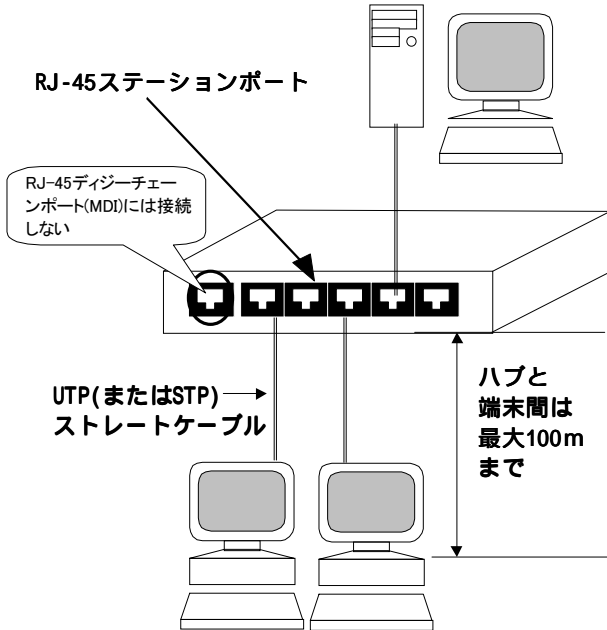 RJ-45ステーションポート
RJ-45ディジーチェー
ンポート(MDI)には接続
しない
UTP(またはSTP)
ストレートケーブル
ハブと
端末間は
最大100m
まで